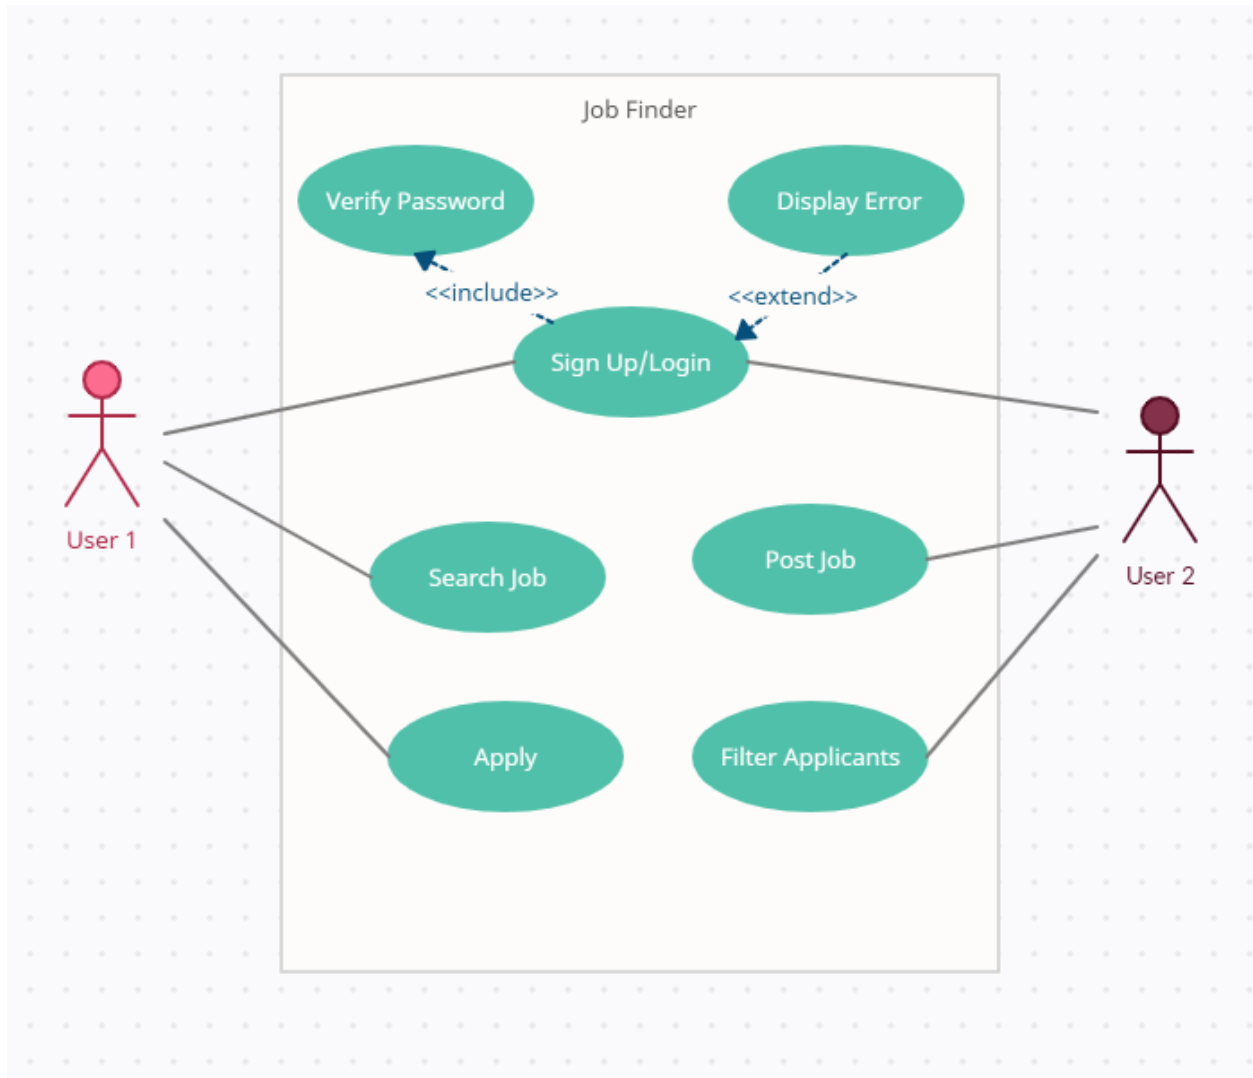 Job Finder
Verify Password
Display Error
<<include>>
<<extend>>
Sign Up/Login
User 1
User 2
Search Job
Post Job
Apply
Filter Applicants